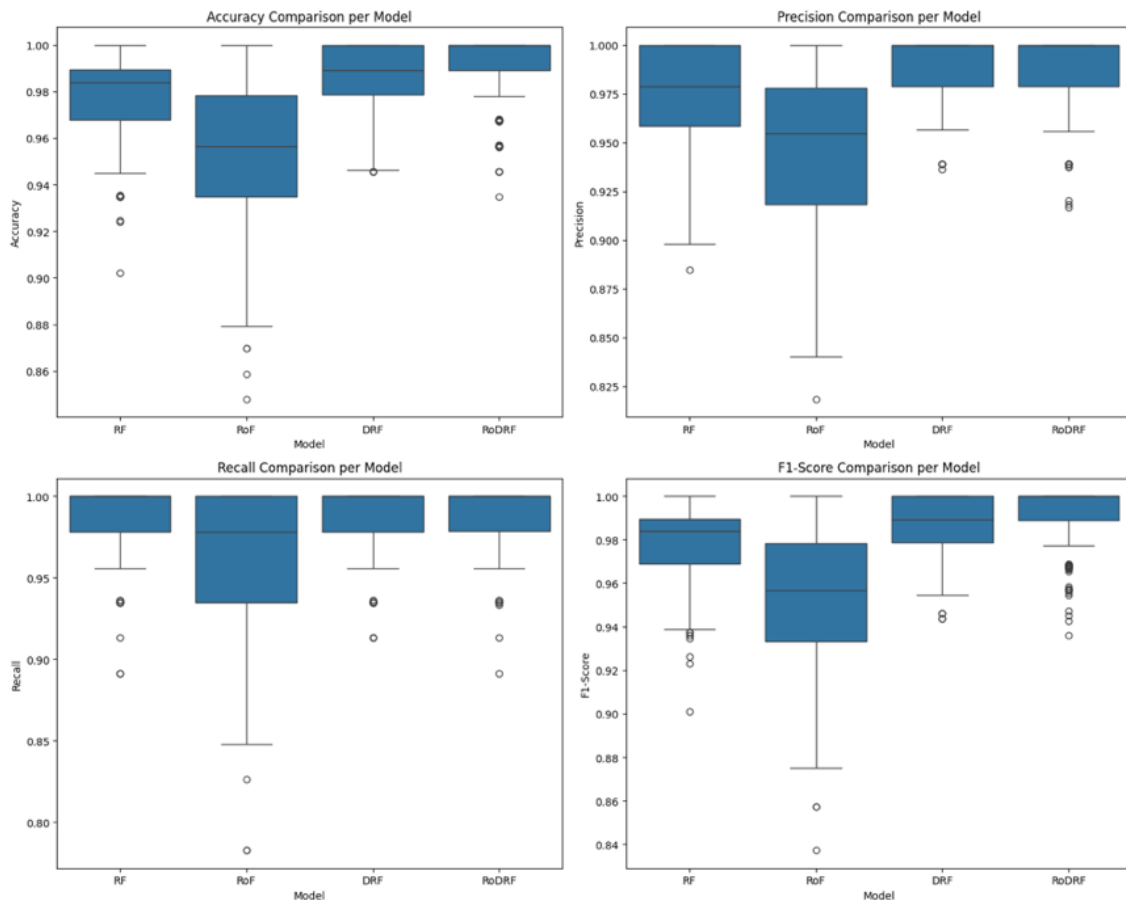 Accuracy Comparison per Model
1.00
0.98
0.96
0.94
0.92
0.90
0.88
0.86
Accuracy
RF RoF DRF RoDRF
Model
Precision Comparison per Model
1.000
0.975
0.950
0.925
0.900
0.875
0.850
0.825
Precision
RF RoF DRF RoDRF
Model
Recall Comparison per Model
1.00
0.95
0.90
0.85
0.80
Recall
RF RoF DRF RoDRF
Model
F1-Score Comparison per Model
1.00
0.98
0.96
0.94
0.92
0.90
0.88
0.86
0.84
F1-Score
RF RoF DRF RoDRF
Model